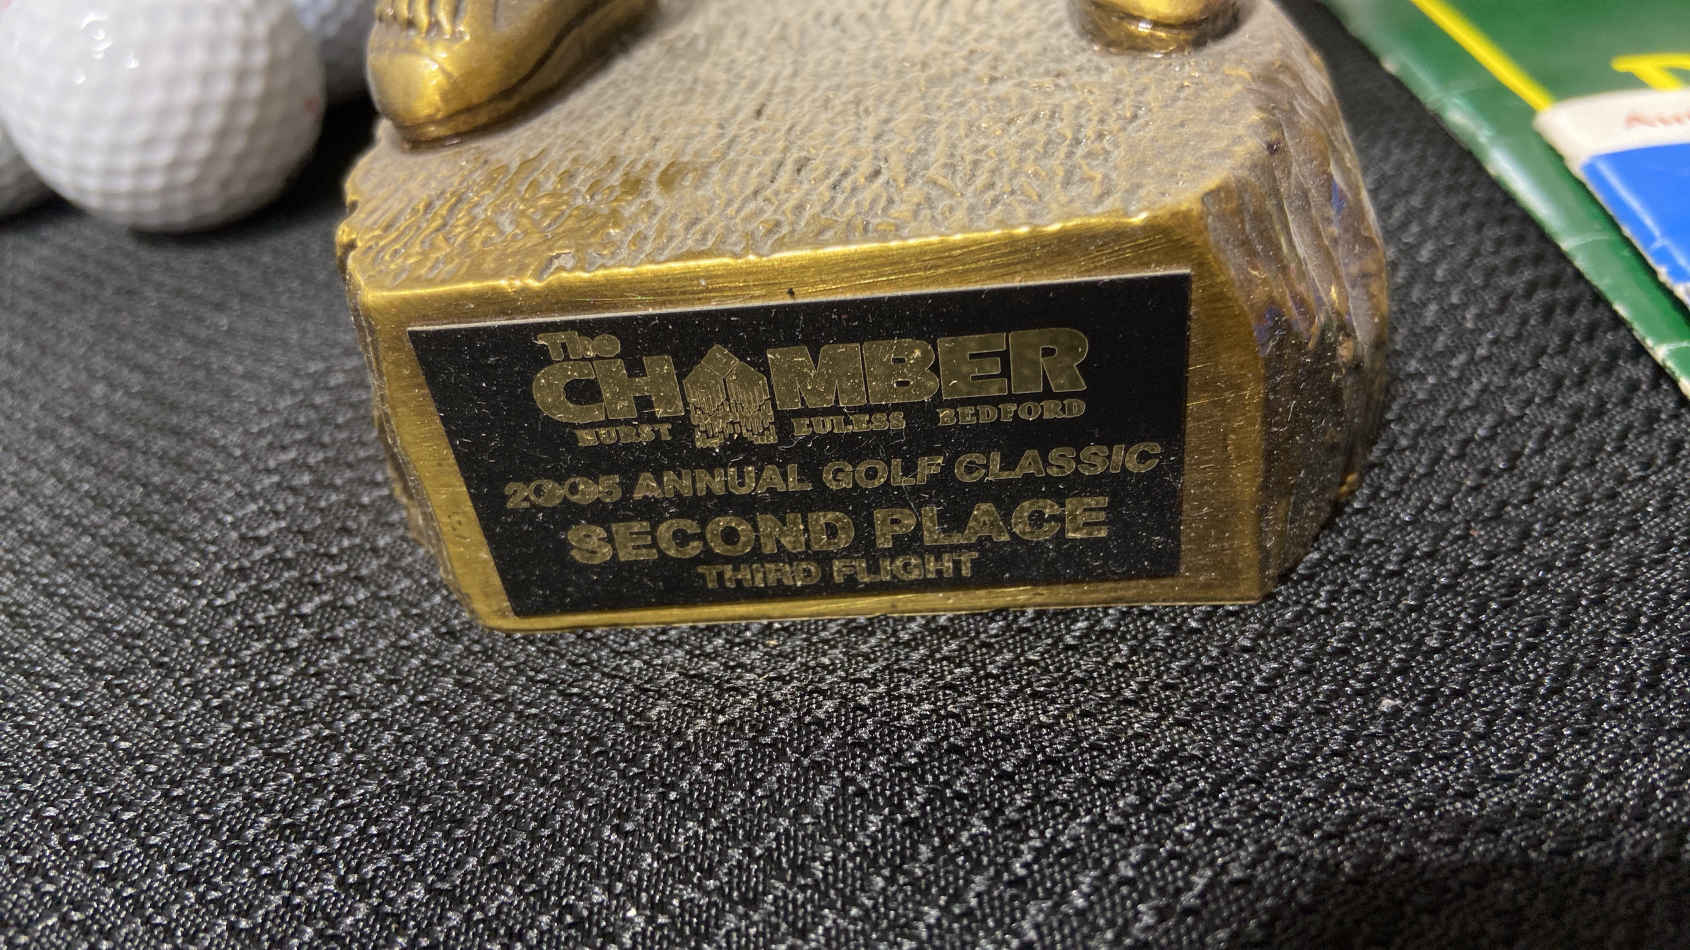 The
CHAMBER
HURST EULESS BEDFORD
2005 ANNUAL GOLF CLASSIC
SECOND PLACE
THIRD FLIGHT